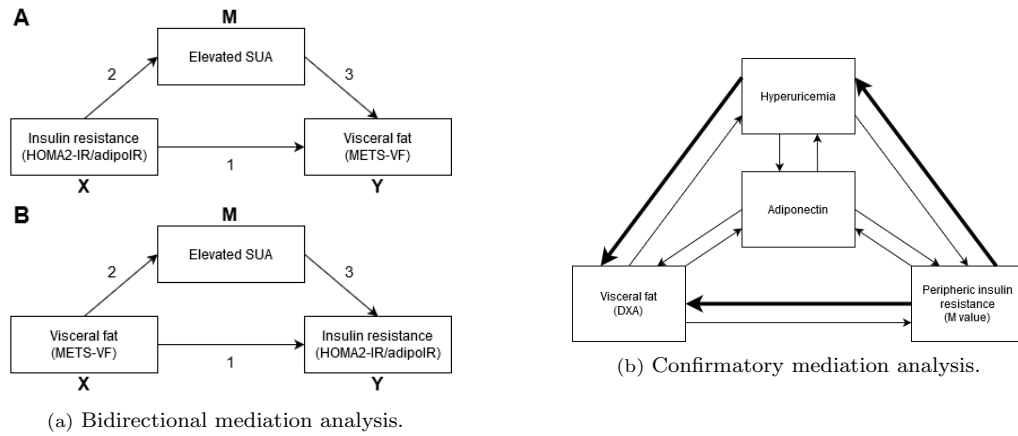 A
M
Elevated SUA
2
3
Insulin resistance
(HOMA2-IR/adipoIR)
1
Visceral fat
(METS-VF)
X
Y
B
M
Elevated SUA
2
3
Visceral fat
(METS-VF)
1
Insulin resistance
(HOMA2-IR/adipoIR)
X
Y
(a) Bidirectional mediation analysis.
Hyperuricemia
Adiponectin
Visceral fat
(DXA)
Peripheric insulin
resistance
(M value)
(b) Confirmatory mediation analysis.